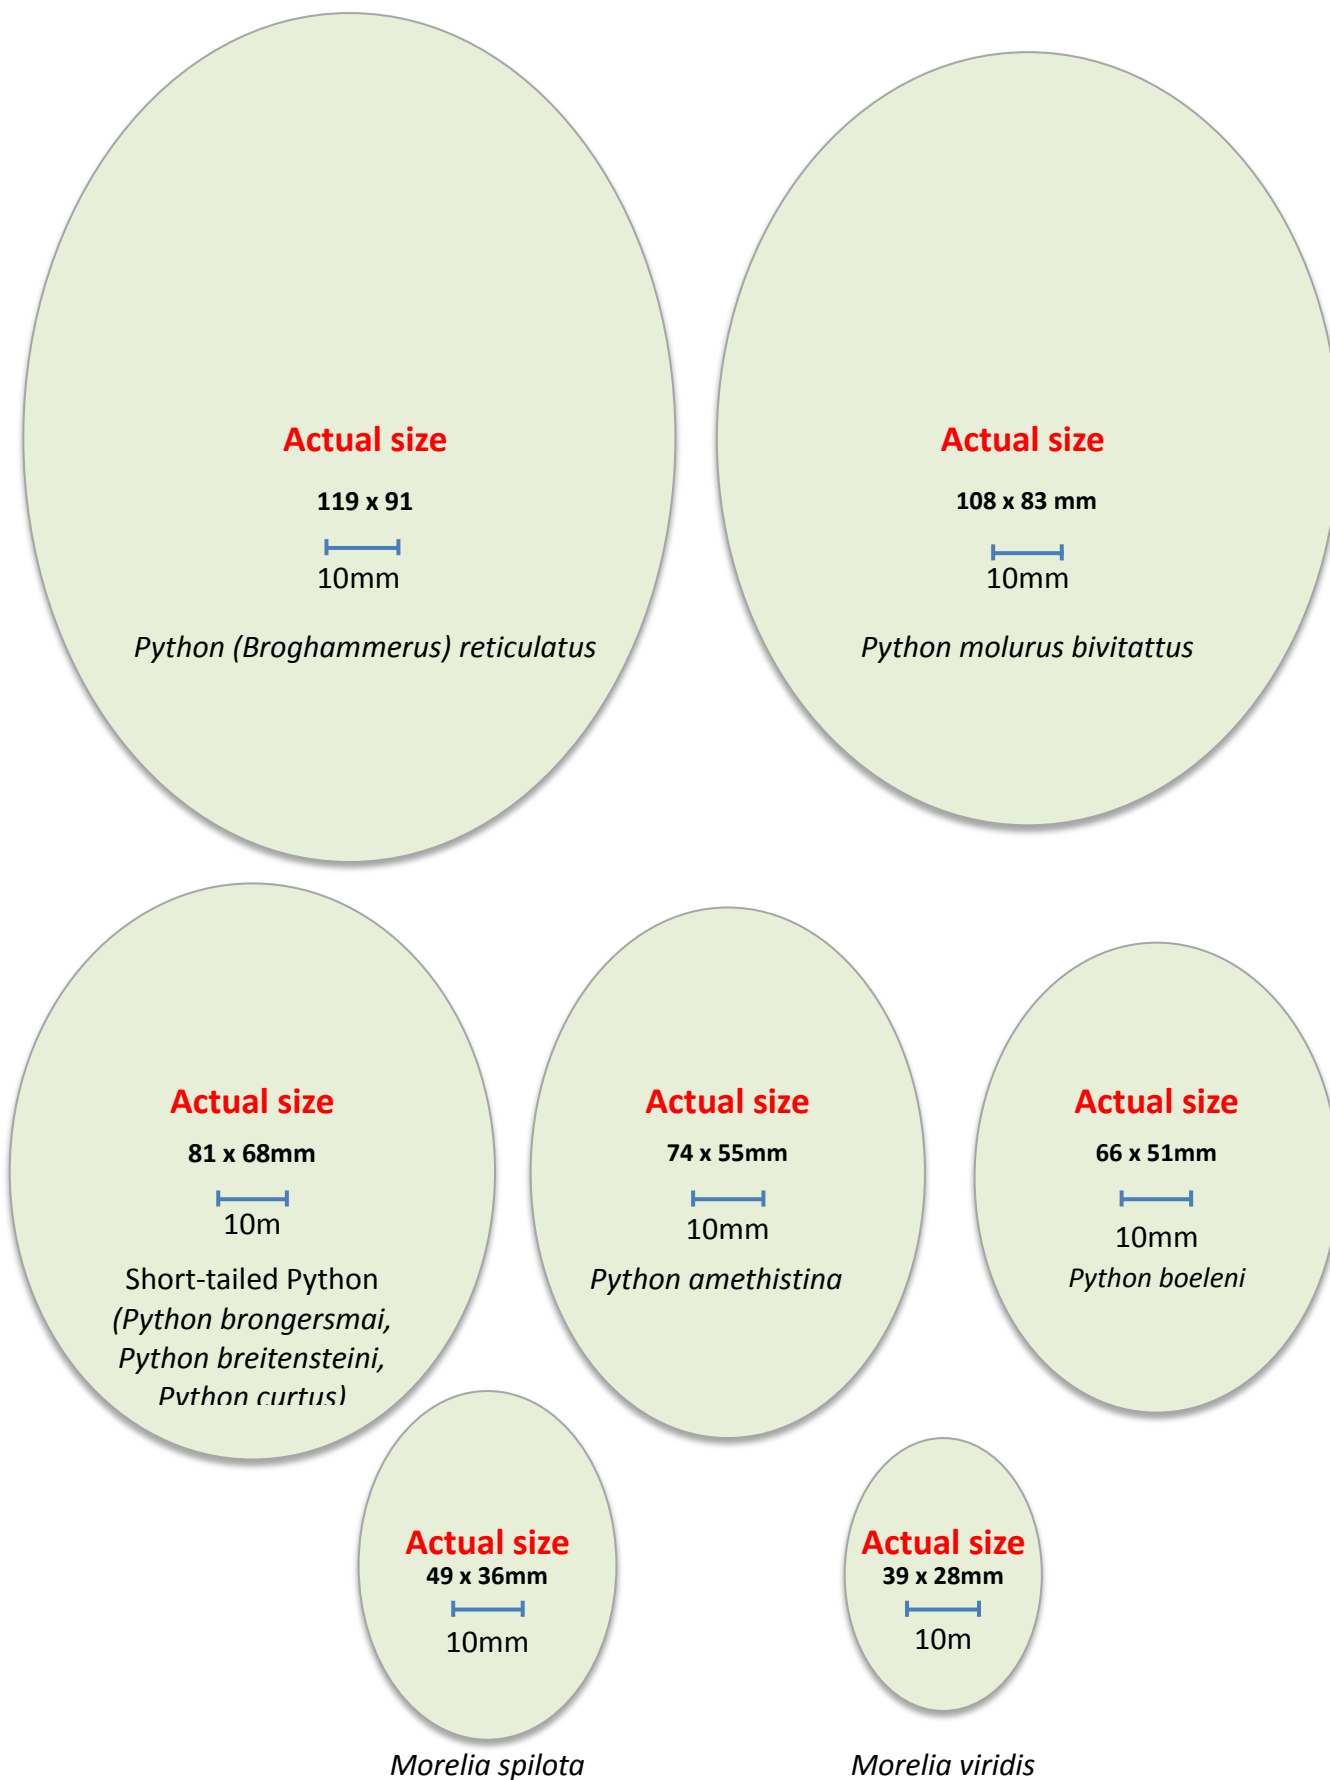 Actual size
119 x 91
10mm
Python (Broghammerus) reticulatus
Actual size
108 x 83 mm
10mm
Python molurus bivitattus
Actual size
81 x 68mm
10m
Short-tailed Python
(Python brongersmai,
Python breitensteini,
Python curtus)
Actual size
74 x 55mm
10mm
Python amethistina
Actual size
66 x 51mm
10mm
Python boeleni
Actual size
49 x 36mm
10mm
Morelia spilota
Actual size
39 x 28mm
10m
Morelia viridis